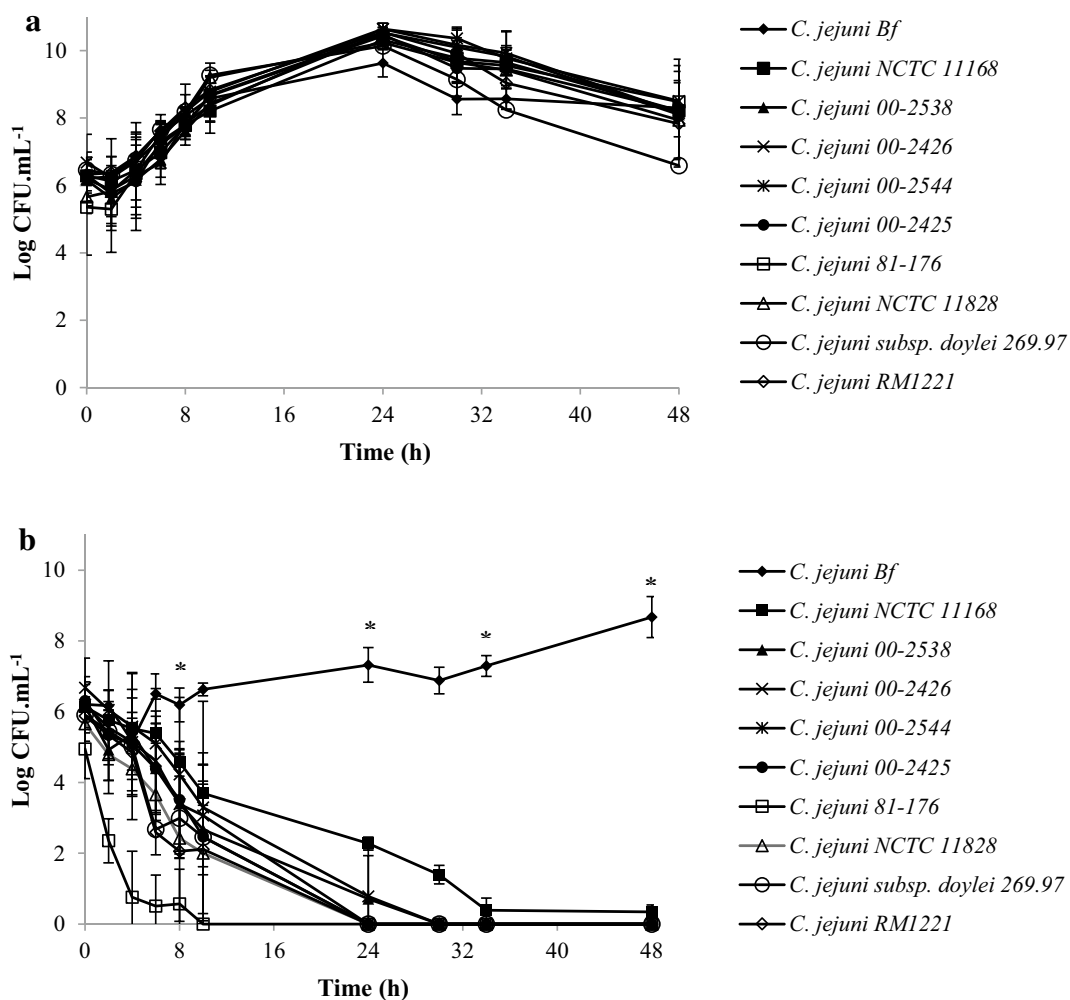 a
Log CFU.mL-1
10
8
6
4
2
0
0 8 16 24 32 40 48
Time (h)
C. jejuni Bf
C. jejuni NCTC 11168
C. jejuni 00-2538
C. jejuni 00-2426
C. jejuni 00-2544
C. jejuni 00-2425
C. jejuni 81-176
C. jejuni NCTC 11828
C. jejuni subsp. doylei 269.97
C. jejuni RM1221
b
Log CFU.mL-1
10
8
6
4
2
0
* * * *
0 8 16 24 32 40 48
Time (h)
C. jejuni Bf
C. jejuni NCTC 11168
C. jejuni 00-2538
C. jejuni 00-2426
C. jejuni 00-2544
C. jejuni 00-2425
C. jejuni 81-176
C. jejuni NCTC 11828
C. jejuni subsp. doylei 269.97
C. jejuni RM1221